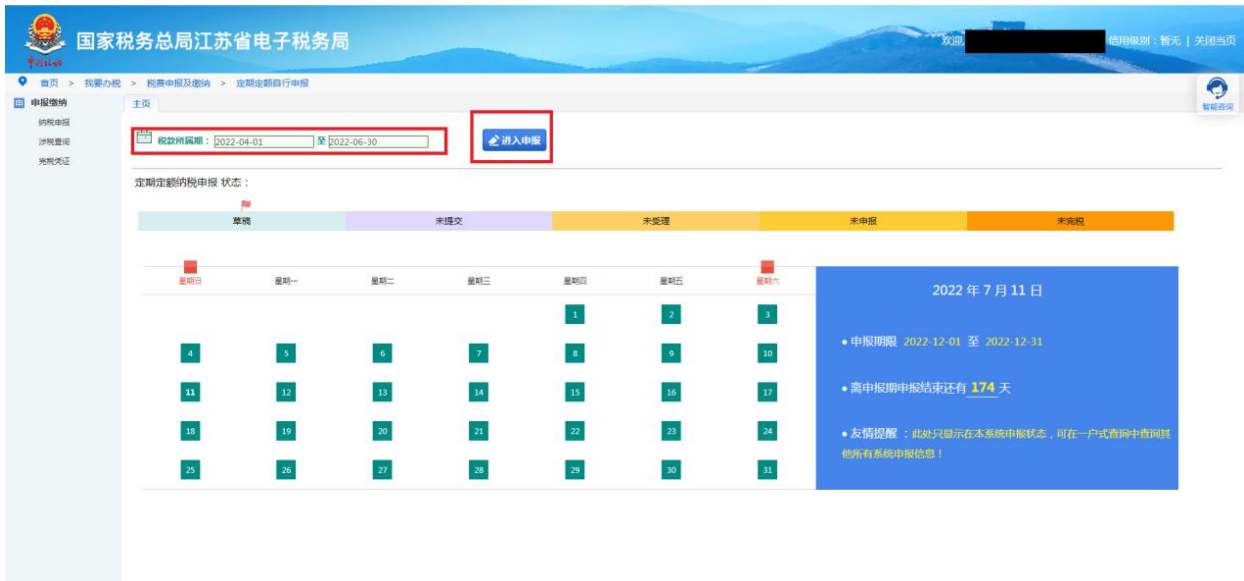 国家税务总局江苏省电子税务局
欢迎 信用级别：暂无 | 关闭当页
首页 > 我要办税 > 税费申报及缴纳 > 定期定额自行申报
智能咨询
申报缴纳
纳税申报
涉税查询
完税凭证
主页
税款所属期： 2022-04-01 至 2022-06-30 进入申报
定期定额纳税申报 状态：
草稿 未提交 未受理 未申报 未完税
星期日 星期一 星期二 星期三 星期四 星期五 星期六
1 2 3
4 5 6 7 8 9 10
11 12 13 14 15 16 17
18 19 20 21 22 23 24
25 26 27 28 29 30 31
2022 年 7 月 11 日
• 申报期限 2022-12-01 至 2022-12-31
• 离申报期申报结束还有 174 天
• 友情提醒 ：此处只显示在本系统申报状态，可在一户式查询中查询其
他所有系统申报信息！